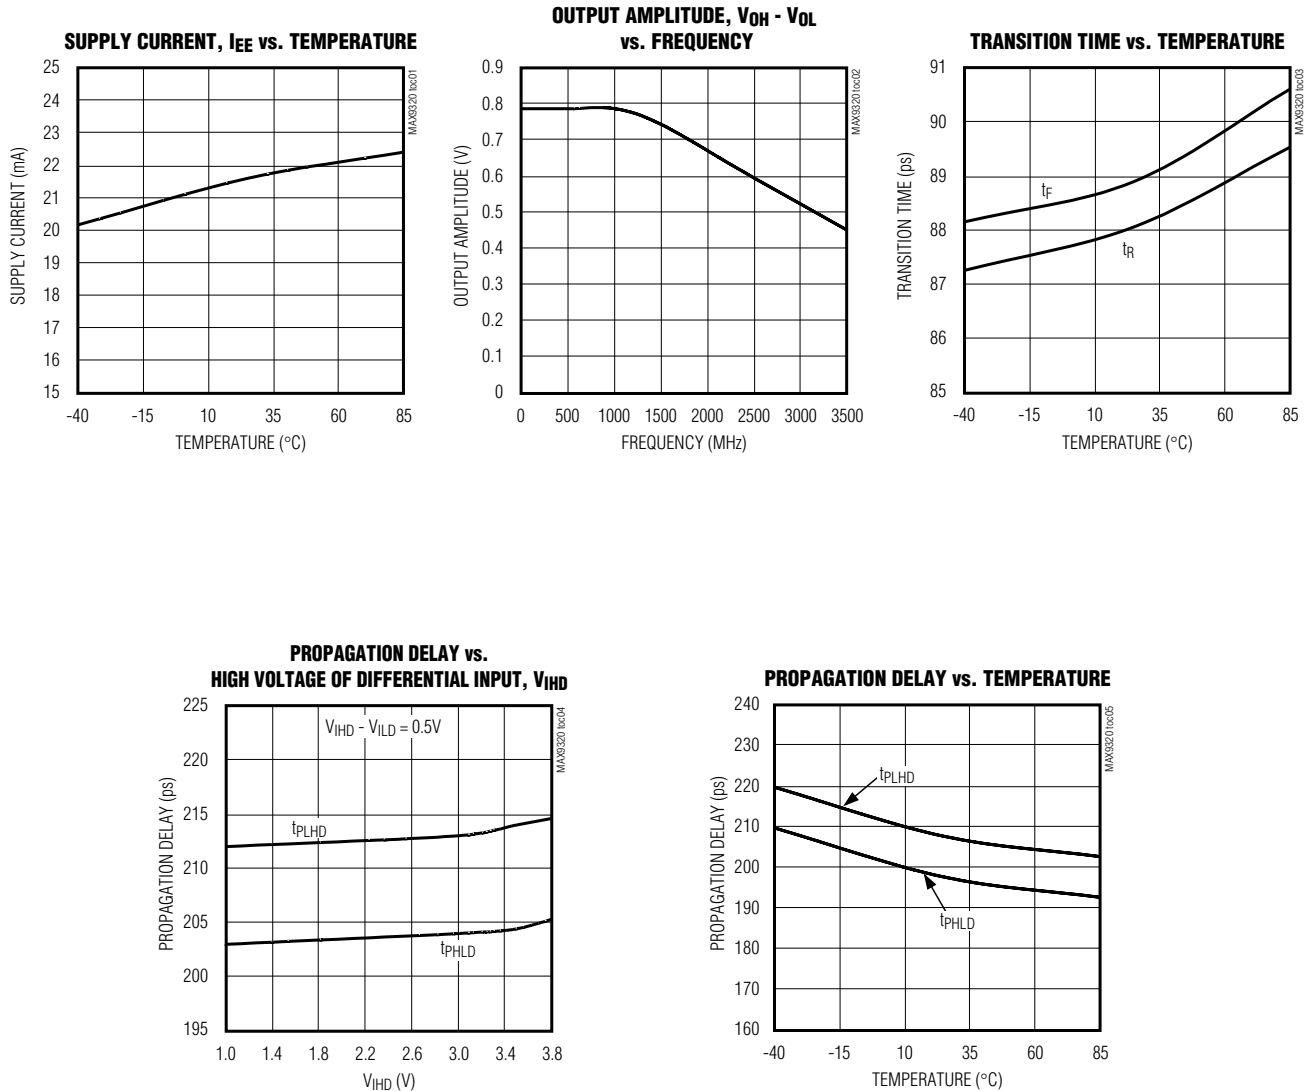 SUPPLY CURRENT, IEE vs. TEMPERATURE
25
24
23
22
21
20
19
18
17
16
15
SUPPLY CURRENT (mA)
-40 -15 10 35 60 85
TEMPERATURE (°C)
MAX9320 toc01
OUTPUT AMPLITUDE, VOH - VOL
vs. FREQUENCY
0.9
0.8
0.7
0.6
0.5
0.4
0.3
0.2
0.1
0
OUTPUT AMPLITUDE (V)
0 500 1000 1500 2000 2500 3000 3500
FREQUENCY (MHz)
MAX9320 toc02
TRANSITION TIME vs. TEMPERATURE
91
90
89
88
87
86
85
TRANSITION TIME (ps)
tF
tR
-40 -15 10 35 60 85
TEMPERATURE (°C)
MAX9320 toc03
PROPAGATION DELAY vs.
HIGH VOLTAGE OF DIFFERENTIAL INPUT, VIHD
225
220
215
210
205
200
195
PROPAGATION DELAY (ps)
VIHD - VILD = 0.5V
tPLHD
tPHLD
1.0 1.4 1.8 2.2 2.6 3.0 3.4 3.8
VIHD (V)
MAX9320 toc04
PROPAGATION DELAY vs. TEMPERATURE
240
230
220
210
200
190
180
170
160
PROPAGATION DELAY (ps)
tPLHD
tPHLD
-40 -15 10 35 60 85
TEMPERATURE (°C)
MAX9320 toc05